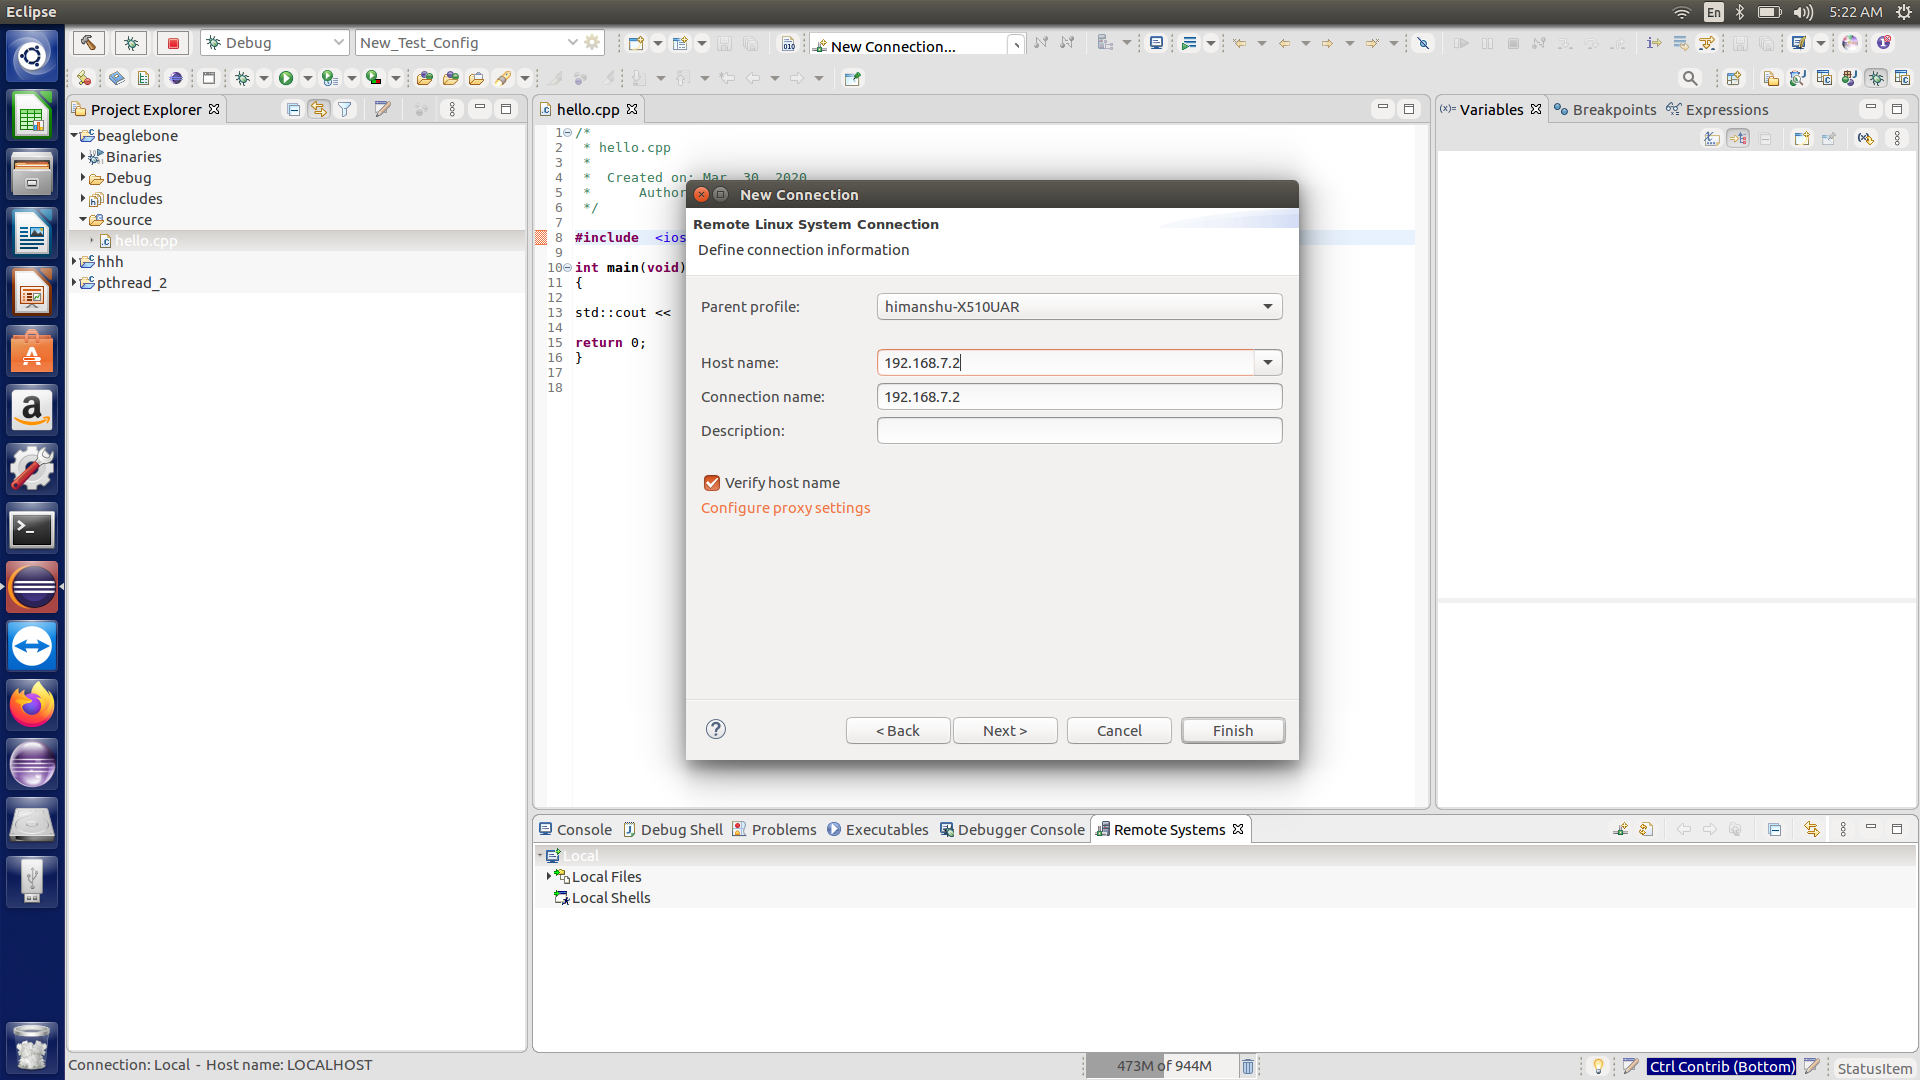 Eclipse
En
5:22 AM
Debug
New_Test_Config
New Connection...
Project Explorer
beaglebone
Binaries
Debug
Includes
source
hello.cpp
hhh
pthread_2
hello.cpp
1 /*
2  * hello.cpp
3  *
4  *  Created on: Mar  30, 2020
5  *      Author
6  */
7
8 #include  <ios
9
10 int main(void)
11 {
12
13 std::cout <<
14
15 return 0;
16 }
17
18
New Connection
Remote Linux System Connection
Define connection information
Parent profile: himanshu-X510UAR
Host name: 192.168.7.2
Connection name: 192.168.7.2
Description:
Verify host name
Configure proxy settings
< Back Next > Cancel Finish
(x)= Variables Breakpoints Expressions
Console Debug Shell Problems Executables Debugger Console Remote Systems
Local
Local Files
Local Shells
Connection: Local - Host name: LOCALHOST
473M of 944M
Ctrl Contrib (Bottom)
StatusItem